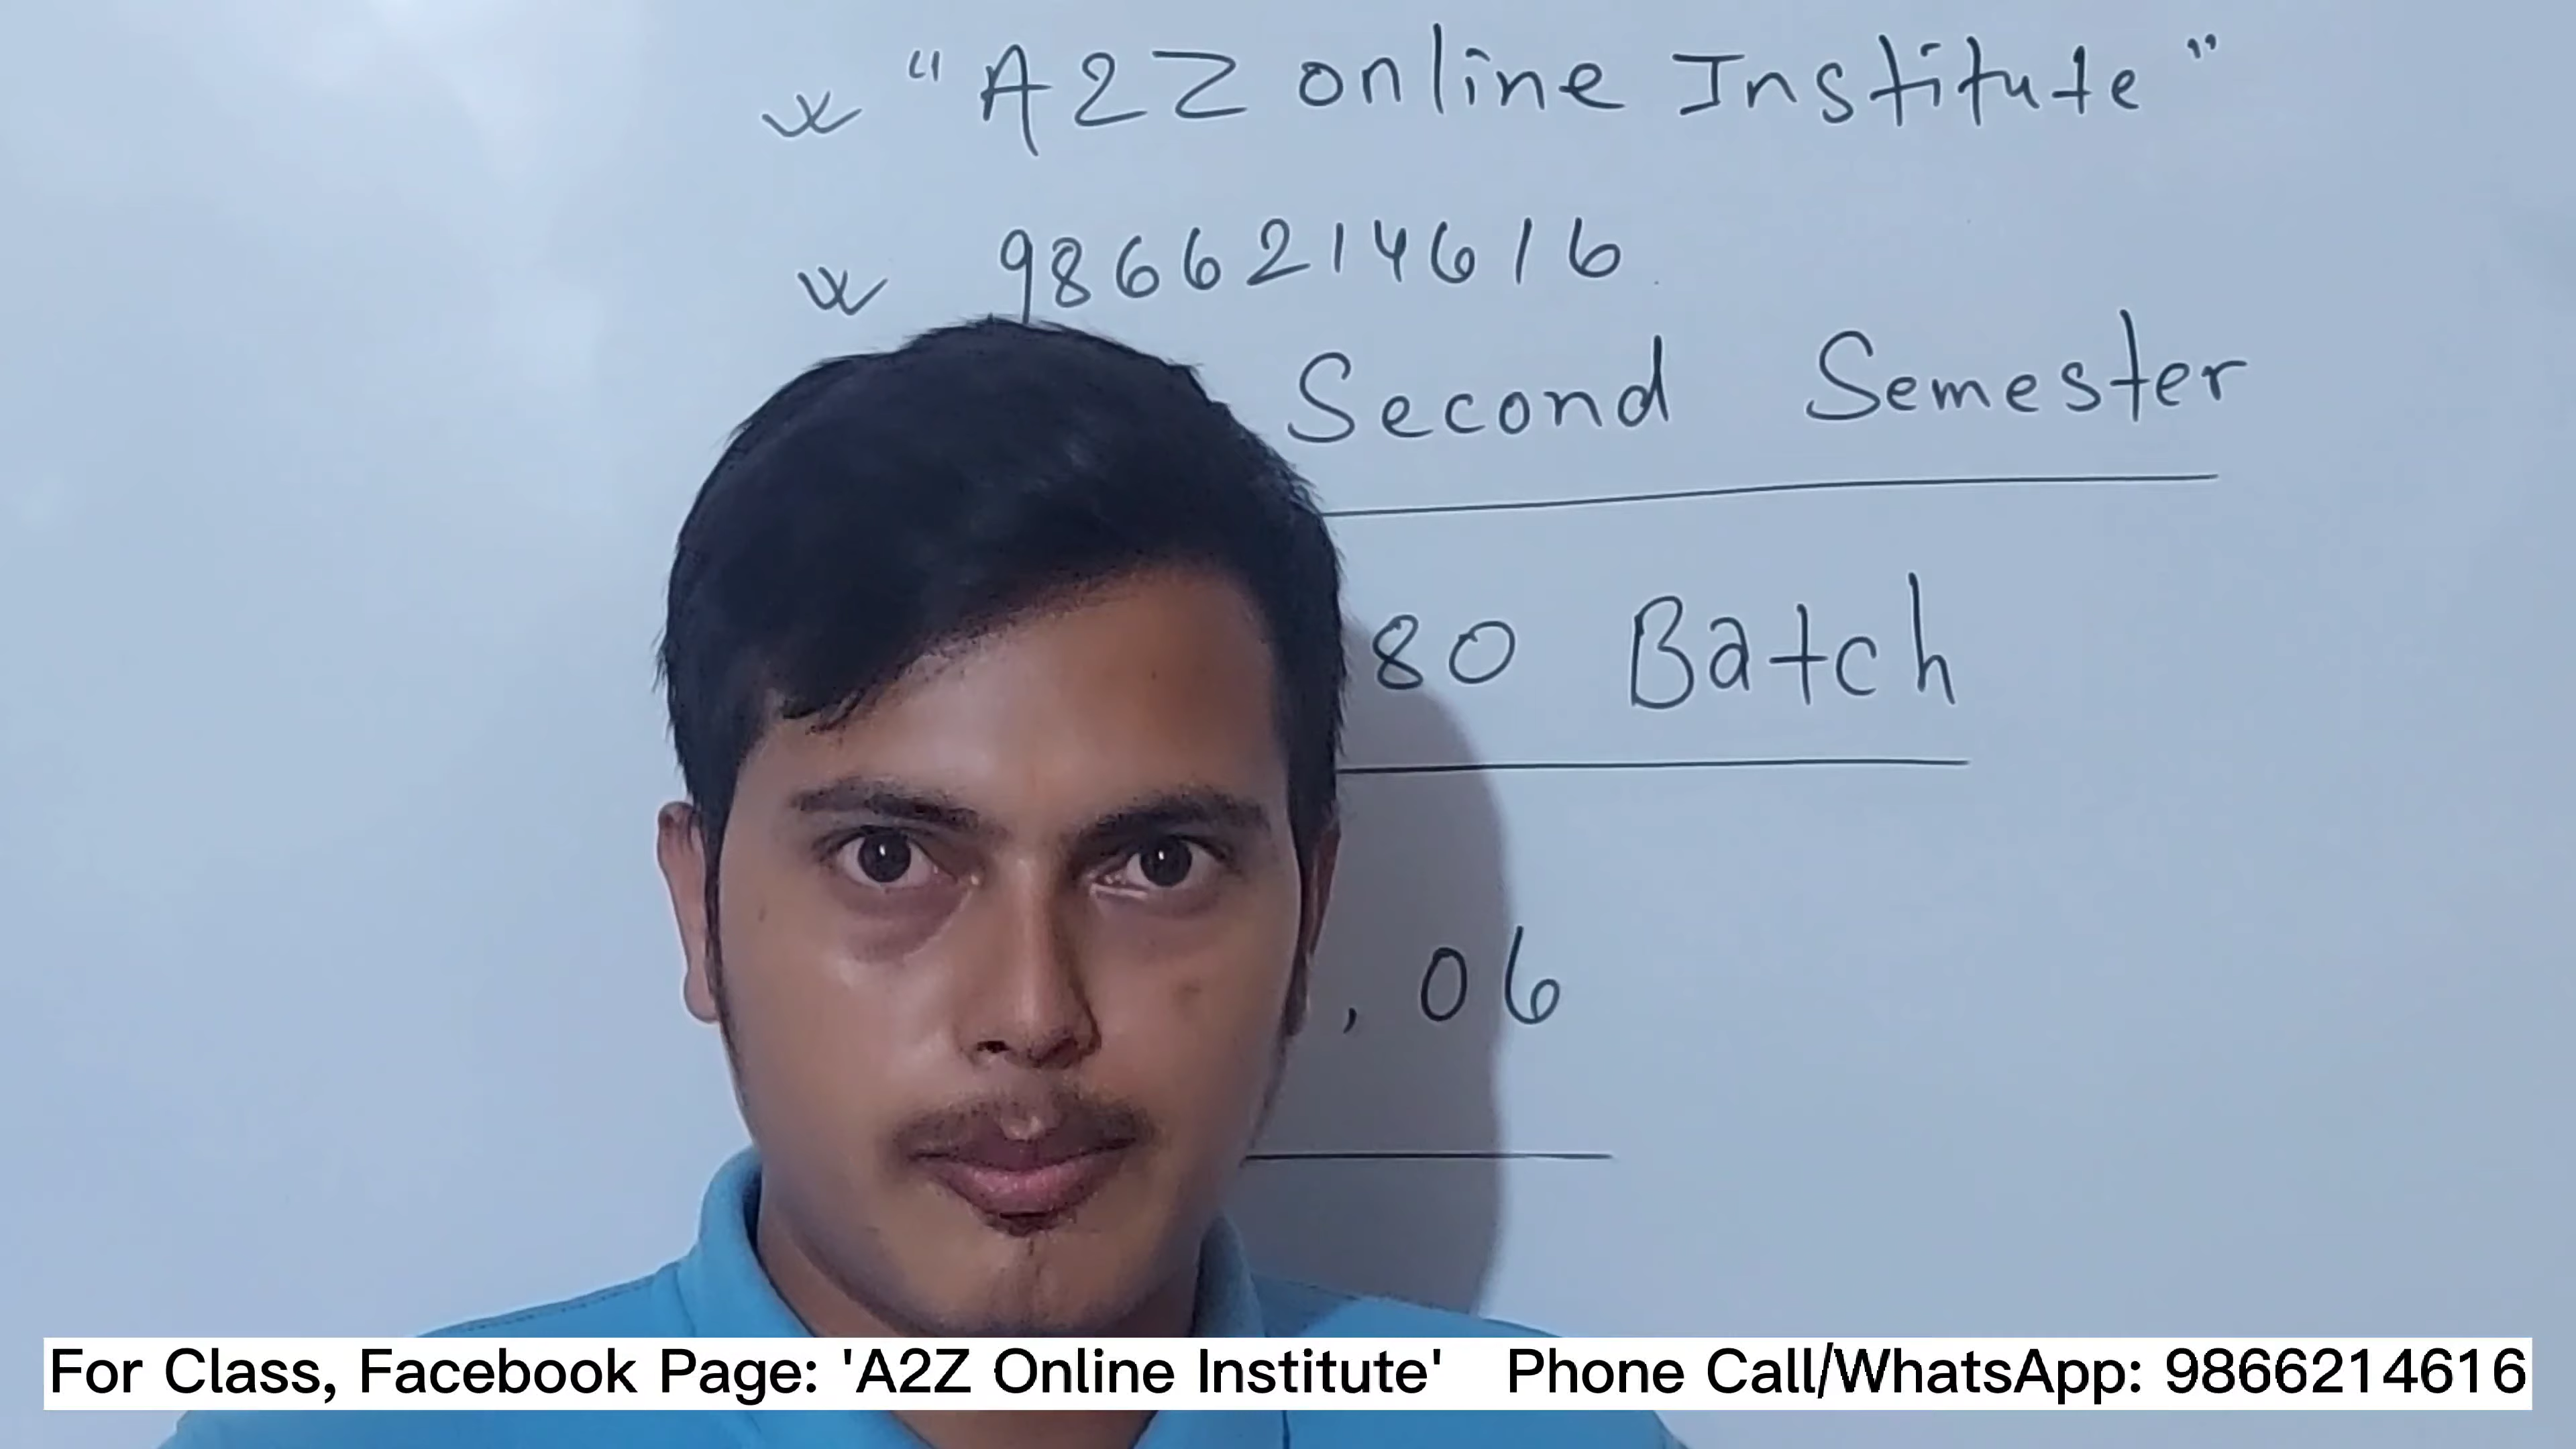 "A2Z online Institute"
9866214616
Second Semester
80 Batch
, 06
For Class, Facebook Page: 'A2Z Online Institute' Phone Call/WhatsApp: 9866214616